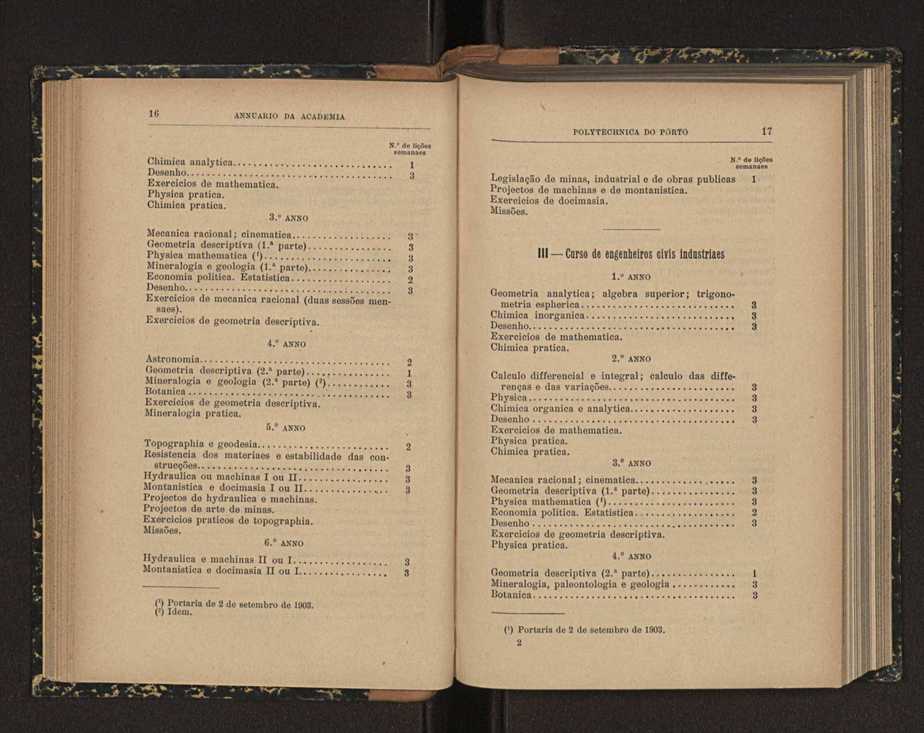 16 ANNUARIO DA ACADEMIA
N.º de lições
semanaes
Chimica analytica............................ 1
Desenho..................................... 3
Exercicios de mathematica.
Physica pratica.
Chimica pratica.
3.º ANNO
Mecanica racional; cinematica.................. 3
Geometria descriptiva (1.ª parte)............... 3
Physica mathematica (¹)....................... 3
Mineralogia e geologia (1.ª parte)............... 3
Economia politica. Estatistica.................. 2
Desenho..................................... 3
Exercicios de mecanica racional (duas sessões men-
saes).
Exercicios de geometria descriptiva.
4.º ANNO
Astronomia.................................. 2
Geometria descriptiva (2.ª parte)............... 1
Mineralogia e geologia (2.ª parte) (²)............ 3
Botanica.................................... 3
Exercicios de geometria descriptiva.
Mineralogia pratica.
5.º ANNO
Topographia e geodesia........................ 2
Resistencia dos materiaes e estabilidade das con-
strucções.................................. 3
Hydraulica ou machinas I ou II................. 3
Montanistica e docimasia I ou II................ 3
Projectos de hydraulica e machinas.
Projectos de arte de minas.
Exercicios praticos de topographia.
Missões.
6.º ANNO
Hydraulica e machinas II ou I.................. 3
Montanistica e docimasia II ou I................ 3
(¹) Portaria de 2 de setembro de 1903.
(²) Idem.
POLYTECHNICA DO PORTO 17
N.º de lições
semanaes
Legislação de minas, industrial e de obras publicas 1
Projectos de machinas e de montanistica.
Exercicios de docimasia.
Missões.
III — Curso de engenheiros civis industriaes
1.º ANNO
Geometria analytica; algebra superior; trigono-
metria espherica............................ 3
Chimica inorganica........................... 3
Desenho..................................... 3
Exercicios de mathematica.
Chimica pratica.
2.º ANNO
Calculo differencial e integral; calculo das diffe-
renças e das variações....................... 3
Physica..................................... 3
Chimica organica e analytica................... 3
Desenho..................................... 3
Exercicios de mathematica.
Physica pratica.
Chimica pratica.
3.º ANNO
Mecanica racional; cinematica.................. 3
Geometria descriptiva (1.ª parte)............... 3
Physica mathematica (¹)....................... 3
Economia politica. Estatistica.................. 2
Desenho..................................... 3
Exercicios de geometria descriptiva.
Physica pratica.
4.º ANNO
Geometria descriptiva (2.ª parte)............... 1
Mineralogia, paleontologia e geologia............ 3
Botanica.................................... 3
(¹) Portaria de 2 de setembro de 1903.
2